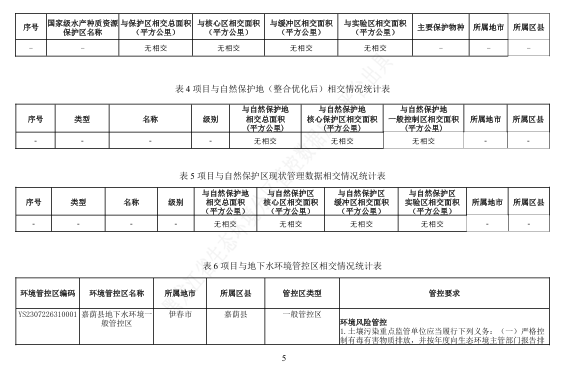 序号 国家级水产种质资源保护区名称 与保护区相交总面积（平方公里） 与核心区相交面积（平方公里） 与缓冲区相交面积（平方公里） 与实验区相交面积（平方公里） 主要保护物种 所属地市 所属区县
– – 无相交 无相交 无相交 无相交 – – –
表 4 项目与自然保护地（整合优化后）相交情况统计表
序号 类型 名称 级别 与自然保护地相交总面积（平方公里） 与自然保护地核心保护区相交面积（平方公里） 与自然保护地一般控制区相交面积（平方公里） 所属地市 所属区县
- - - - 无相交 无相交 无相交 - -
表 5 项目与自然保护区现状管理数据相交情况统计表
序号 类型 名称 级别 与自然保护地相交总面积（平方公里） 与自然保护区核心区相交面积（平方公里） 与自然保护区缓冲区相交面积（平方公里） 与自然保护区实验区相交面积（平方公里） 所属地市 所属区县
- - - - 无相交 无相交 无相交 无相交 - -
表 6 项目与地下水环境管控区相交情况统计表
环境管控区编码 环境管控区名称 所属地市 所属区县 管控区类型 管控要求
YS2307226310001 嘉荫县地下水环境一般管控区 伊春市 嘉荫县 一般管控区 环境风险管控
1.土壤污染重点监管单位应当履行下列义务：（一）严格控
制有毒有害物质排放，并按年度向生态环境主管部门报告排
5